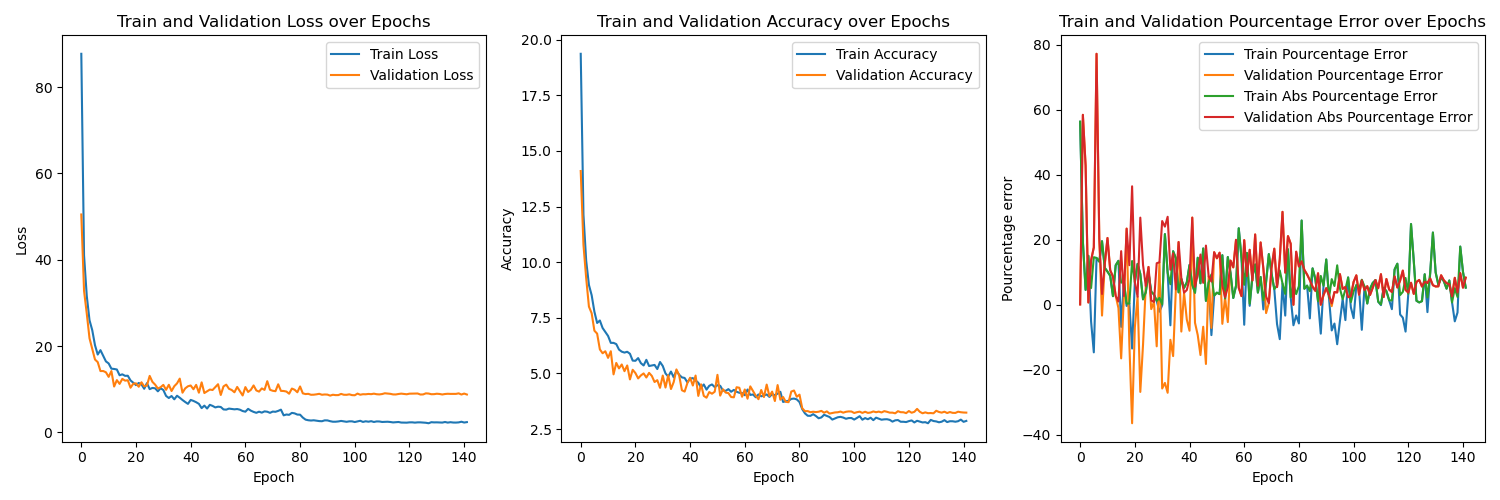 Train and Validation Loss over Epochs
Train Loss
Validation Loss
80
60
40
20
0
Loss
0 20 40 60 80 100 120 140
Epoch
Train and Validation Accuracy over Epochs
Train Accuracy
Validation Accuracy
20.0
17.5
15.0
12.5
10.0
7.5
5.0
2.5
Accuracy
0 20 40 60 80 100 120 140
Epoch
Train and Validation Pourcentage Error over Epochs
Train Pourcentage Error
Validation Pourcentage Error
Train Abs Pourcentage Error
Validation Abs Pourcentage Error
80
60
40
20
0
−20
−40
Pourcentage error
0 20 40 60 80 100 120 140
Epoch